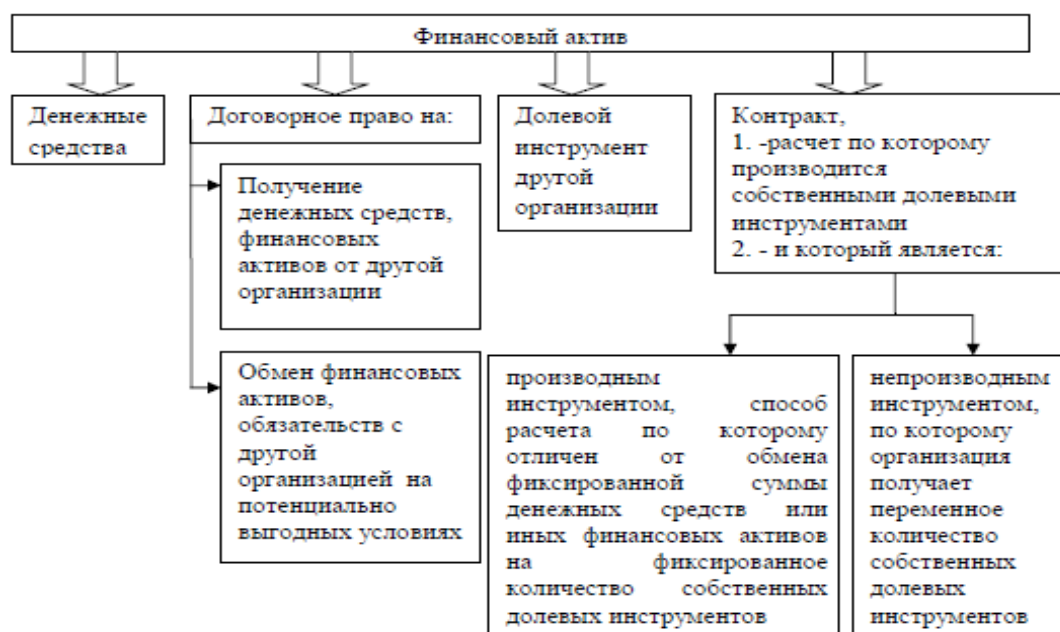 Финансовый актив
Денежные
средства
Договорное право на:
Получение
денежных средств,
финансовых
активов от другой
организации
Обмен финансовых
активов,
обязательств с
другой
организацией на
потенциально
выгодных условиях
Долевой
инструмент
другой
организации
Контракт,
1. -расчет по которому
производится
собственными долевыми
инструментами
2. - и который является:
производным
инструментом, способ
расчета по которому
отличен от обмена
фиксированной суммы
денежных средств или
иных финансовых активов
на фиксированное
количество собственных
долевых инструментов
непроизводным
инструментом,
по которому
организация
получает
переменное
количество
собственных
долевых
инструментов